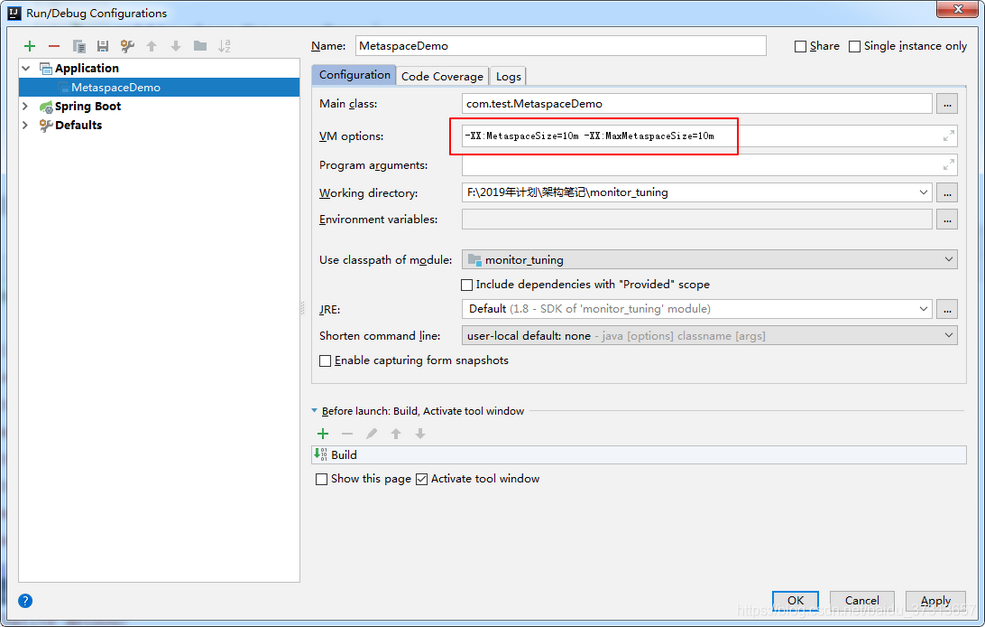 Run/Debug Configurations
Name: MetaspaceDemo Share Single instance only
Application
MetaspaceDemo
Spring Boot
Defaults
Configuration Code Coverage Logs
Main class: com.test.MetaspaceDemo ...
VM options: -XX:MetaspaceSize=10m -XX:MaxMetaspaceSize=10m
Program arguments:
Working directory: F:\2019年计划\架构笔记\monitor_tuning ...
Environment variables: ...
Use classpath of module: monitor_tuning
Include dependencies with "Provided" scope
JRE: Default (1.8 - SDK of 'monitor_tuning' module) ...
Shorten command line: user-local default: none - java [options] classname [args]
Enable capturing form snapshots
Before launch: Build, Activate tool window
Build
Show this page Activate tool window
OK Cancel Apply